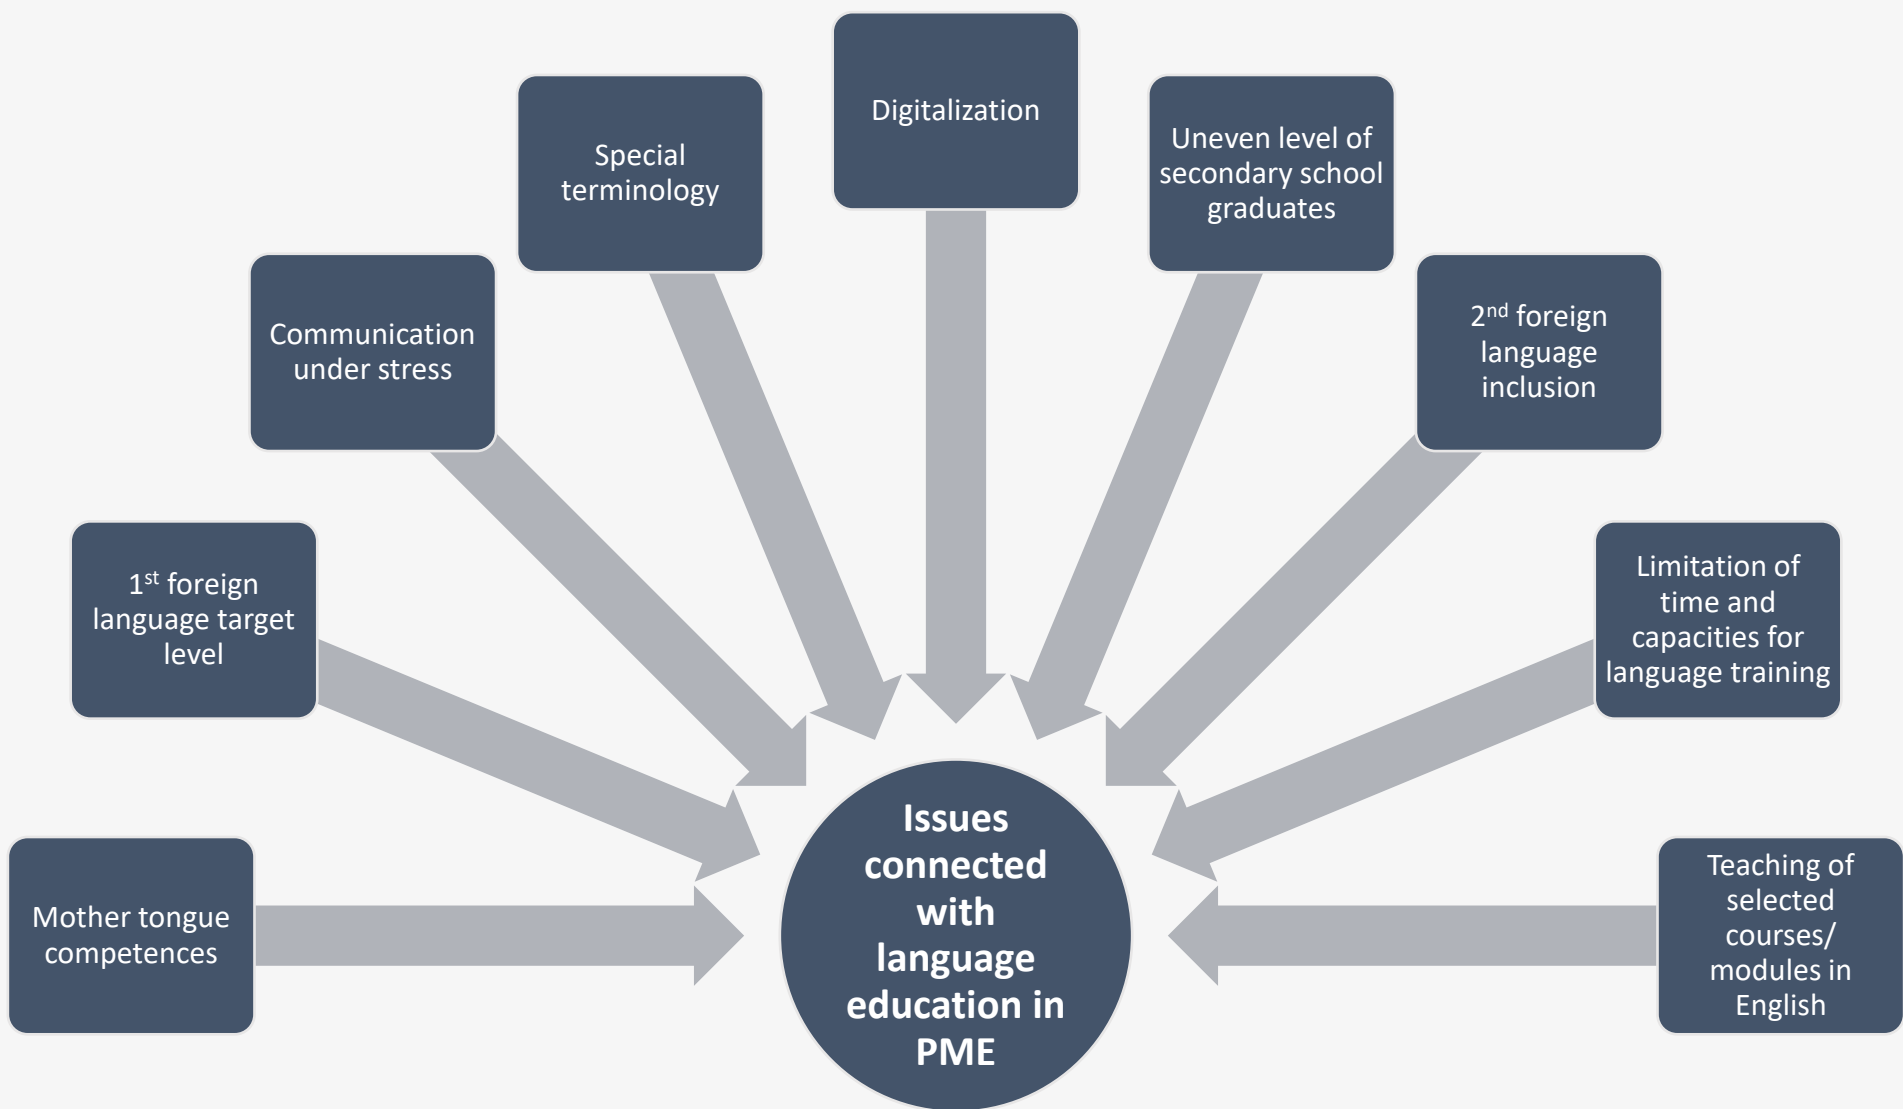 Digitalization
Special
terminology
Uneven level of
secondary school
graduates
Communication
under stress
2nd foreign
language
inclusion
1st foreign
language target
level
Limitation of
time and
capacities for
language training
Mother tongue
competences
Issues
connected
with
language
education in
PME
Teaching of
selected
courses/
modules in
English